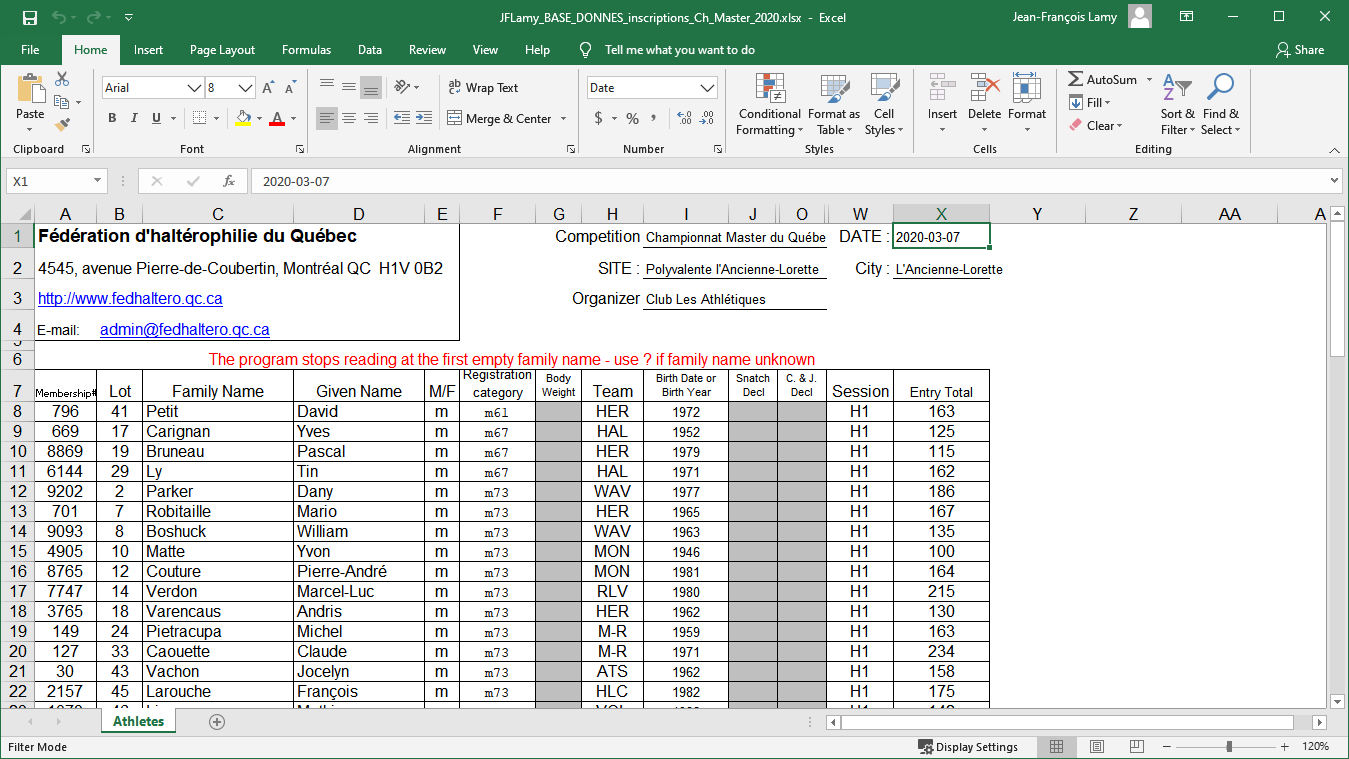 JFLamy_BASE_DONNES_inscriptions_Ch_Master_2020.xlsx - Excel
Jean-François Lamy
File Home Insert Page Layout Formulas Data Review View Help Tell me what you want to do Share
Arial 8 Wrap Text Date Σ AutoSum
Paste B I U Merge & Center $ % , Conditional Formatting Format as Table Cell Styles Insert Delete Format Fill Clear Sort & Filter Find & Select
Clipboard Font Alignment Number Styles Cells Editing
X1 fx 2020-03-07
A B C D E F G H I J O W X Y Z AA A
1 Fédération d'haltérophilie du Québec Competition Championnat Master du Québe DATE : 2020-03-07
2 4545, avenue Pierre-de-Coubertin, Montréal QC H1V 0B2 SITE : Polyvalente l'Ancienne-Lorette City : L'Ancienne-Lorette
3 http://www.fedhaltero.qc.ca Organizer Club Les Athlétiques
4 E-mail: admin@fedhaltero.qc.ca
5
6 The program stops reading at the first empty family name - use ? if family name unknown
7 Membership# Lot Family Name Given Name M/F Registration category Body Weight Team Birth Date or Birth Year Snatch Decl C. & J. Decl Session Entry Total
8 796 41 Petit David m m61 HER 1972 H1 163
9 669 17 Carignan Yves m m67 HAL 1952 H1 125
10 8869 19 Bruneau Pascal m m67 HER 1979 H1 115
11 6144 29 Ly Tin m m67 HAL 1971 H1 162
12 9202 2 Parker Dany m m73 WAV 1977 H1 186
13 701 7 Robitaille Mario m m73 HER 1965 H1 167
14 9093 8 Boshuck William m m73 WAV 1963 H1 135
15 4905 10 Matte Yvon m m73 MON 1946 H1 100
16 8765 12 Couture Pierre-André m m73 MON 1981 H1 164
17 7747 14 Verdon Marcel-Luc m m73 RLV 1980 H1 215
18 3765 18 Varencaus Andris m m73 HER 1962 H1 130
19 149 24 Pietracupa Michel m m73 M-R 1959 H1 163
20 127 33 Caouette Claude m m73 M-R 1971 H1 234
21 30 43 Vachon Jocelyn m m73 ATS 1962 H1 158
22 2157 45 Larouche François m m73 HLC 1982 H1 175
Athletes
Filter Mode Display Settings 120%